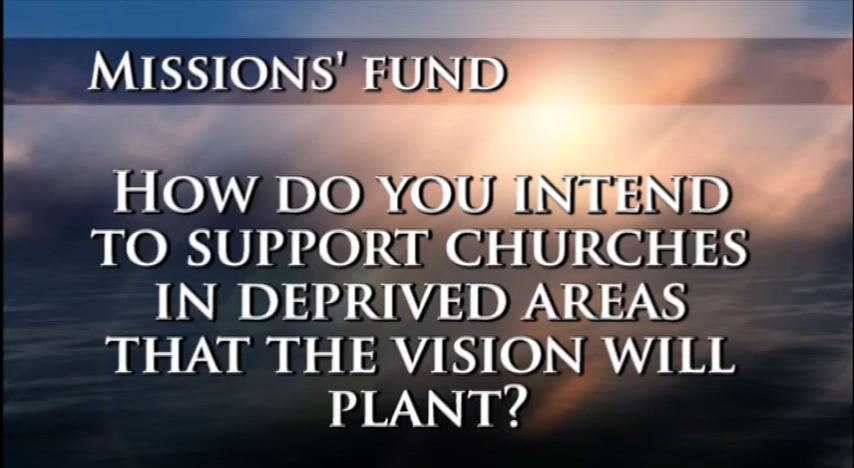 Missions' fund
How do you intend
to support churches
in deprived areas
that the vision will
plant?